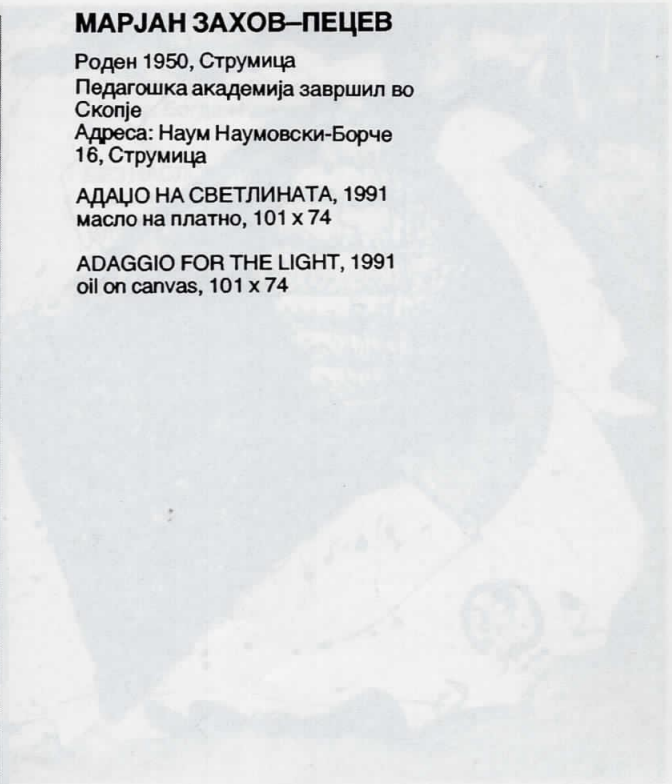 МАРЈАН ЗАХОВ–ПЕЦЕВ
Роден 1950, Струмица
Педагошка академија завршил во
Скопје
Адреса: Наум Наумовски-Борче
16, Струмица
АДАЏО НА СВЕТЛИНАТА, 1991
масло на платно, 101 x 74
ADAGGIO FOR THE LIGHT, 1991
oil on canvas, 101 x 74